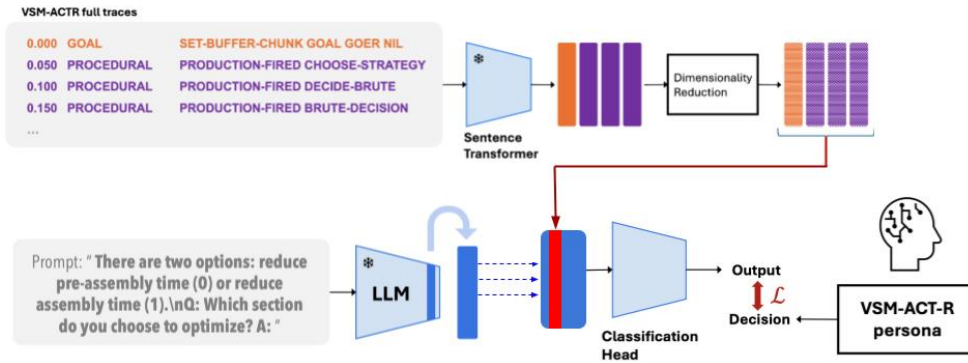 VSM-ACTR full traces
0.000 GOAL SET-BUFFER-CHUNK GOAL GOER NIL
0.050 PROCEDURAL PRODUCTION-FIRED CHOOSE-STRATEGY
0.100 PROCEDURAL PRODUCTION-FIRED DECIDE-BRUTE
0.150 PROCEDURAL PRODUCTION-FIRED BRUTE-DECISION
...
Sentence
Transformer
Dimensionality
Reduction
Prompt: " There are two options: reduce
pre-assembly time (0) or reduce
assembly time (1).\nQ: Which section
do you choose to optimize? A: "
LLM
Classification
Head
Output
ℒ
Decision
VSM-ACT-R
persona